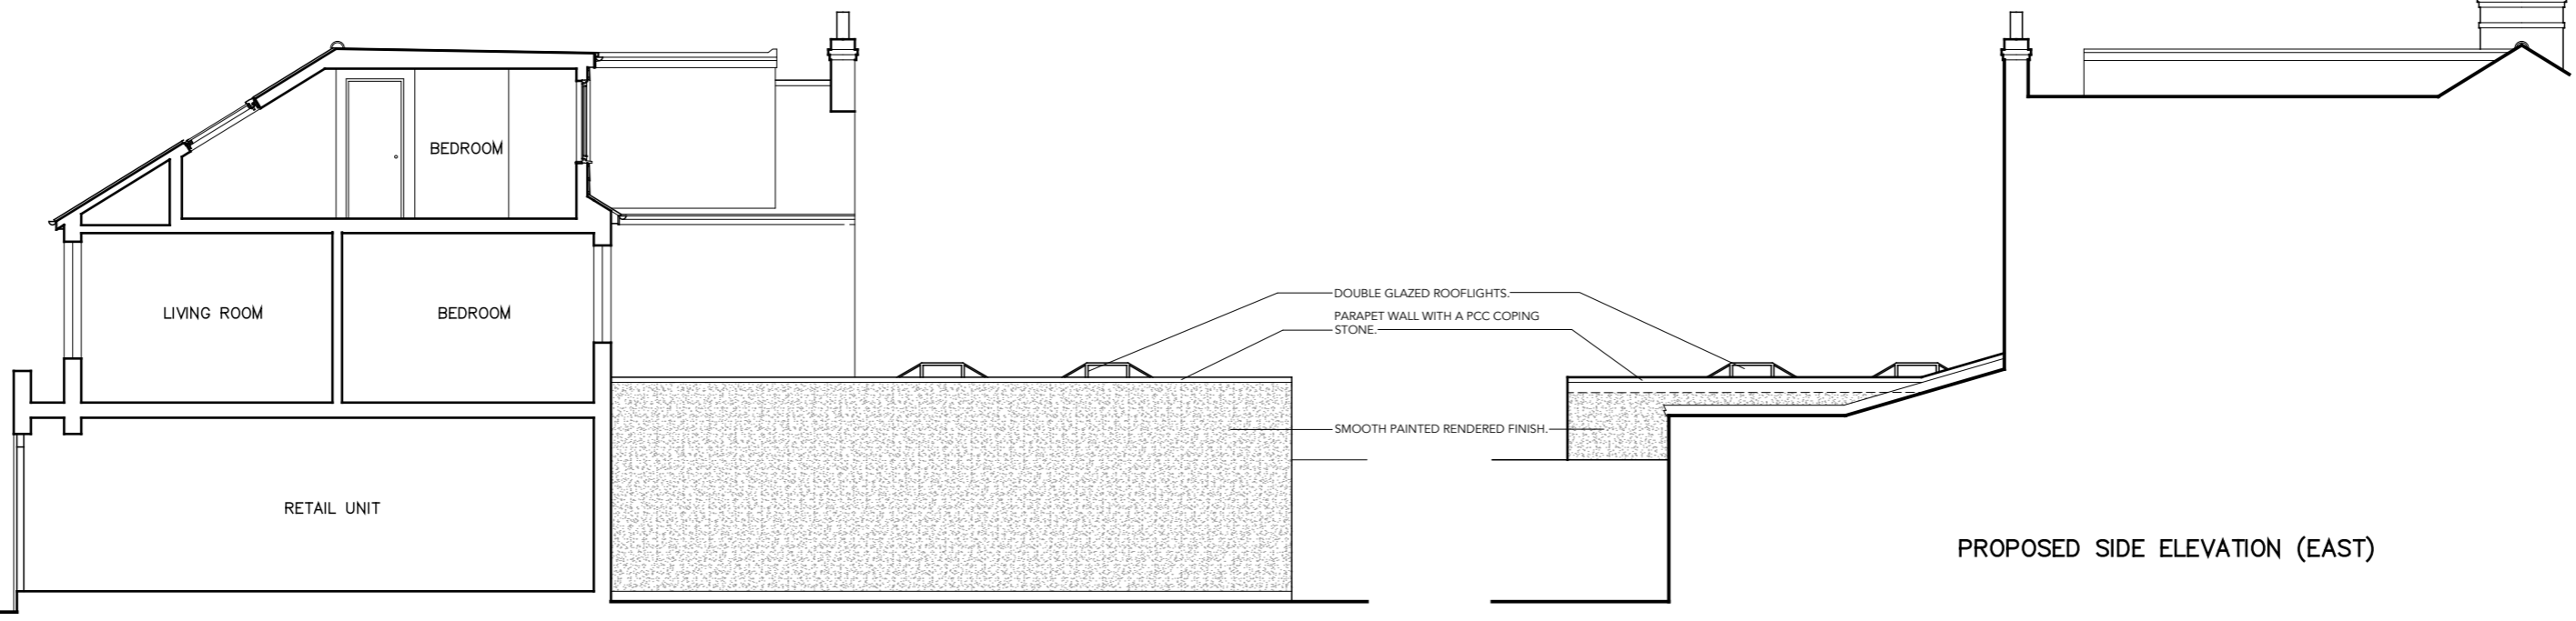 BEDROOM
LIVING ROOM
BEDROOM
DOUBLE GLAZED ROOFLIGHTS.
PARAPET WALL WITH A PCC COPING
STONE.
SMOOTH PAINTED RENDERED FINISH.
RETAIL UNIT
PROPOSED SIDE ELEVATION (EAST)